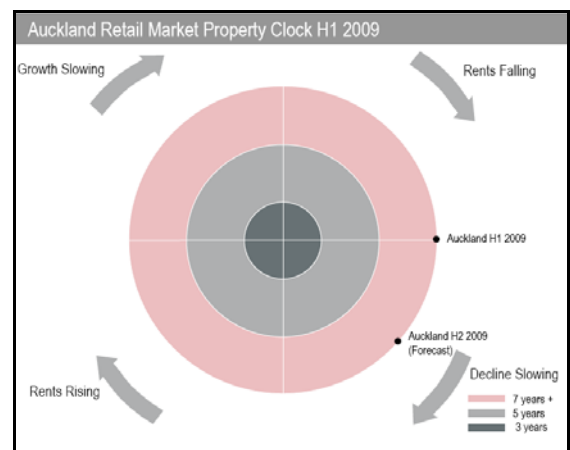 Auckland Retail Market Property Clock H1 2009
Growth Slowing
Rents Falling
Auckland H1 2009
Auckland H2 2009
(Forecast)
Decline Slowing
Rents Rising
7 years +
5 years
3 years